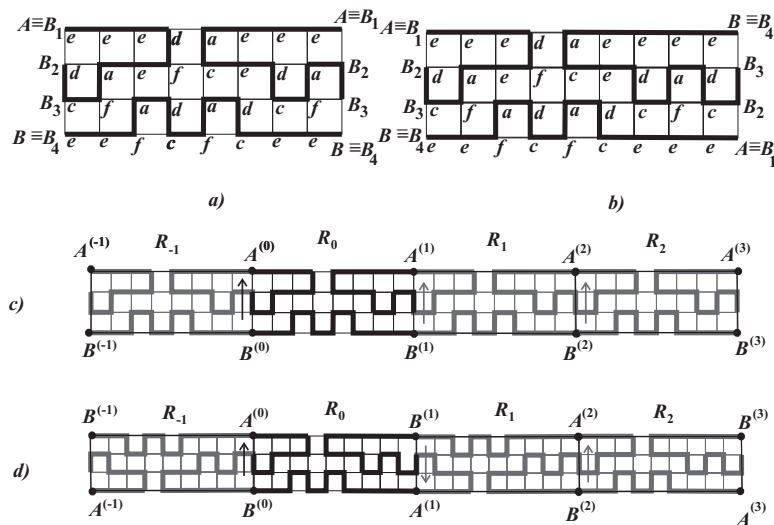 A≡B₁ e e e d a e e e A≡B₁
B₂ d a e f c e d a B₂
B₃ c f a d a d c f B₃
B≡B₄ e e f c f c e e B≡B₄
a)
A≡B₁ e e e d a e e e e B≡B₄
B₂ d a e f c e d a d B₃
B₃ c f a d a d c f c B₂
B≡B₄ e e f c f c e e e A≡B₁
b)
A⁽⁻¹⁾ R₋₁ A⁽⁰⁾ R₀ A⁽¹⁾ R₁ A⁽²⁾ R₂ A⁽³⁾
c)
B⁽⁻¹⁾ B⁽⁰⁾ B⁽¹⁾ B⁽²⁾ B⁽³⁾
B⁽⁻¹⁾ R₋₁ A⁽⁰⁾ R₀ B⁽¹⁾ R₁ A⁽²⁾ R₂ B⁽³⁾
d)
A⁽⁻¹⁾ B⁽⁰⁾ A⁽¹⁾ B⁽²⁾ A⁽³⁾